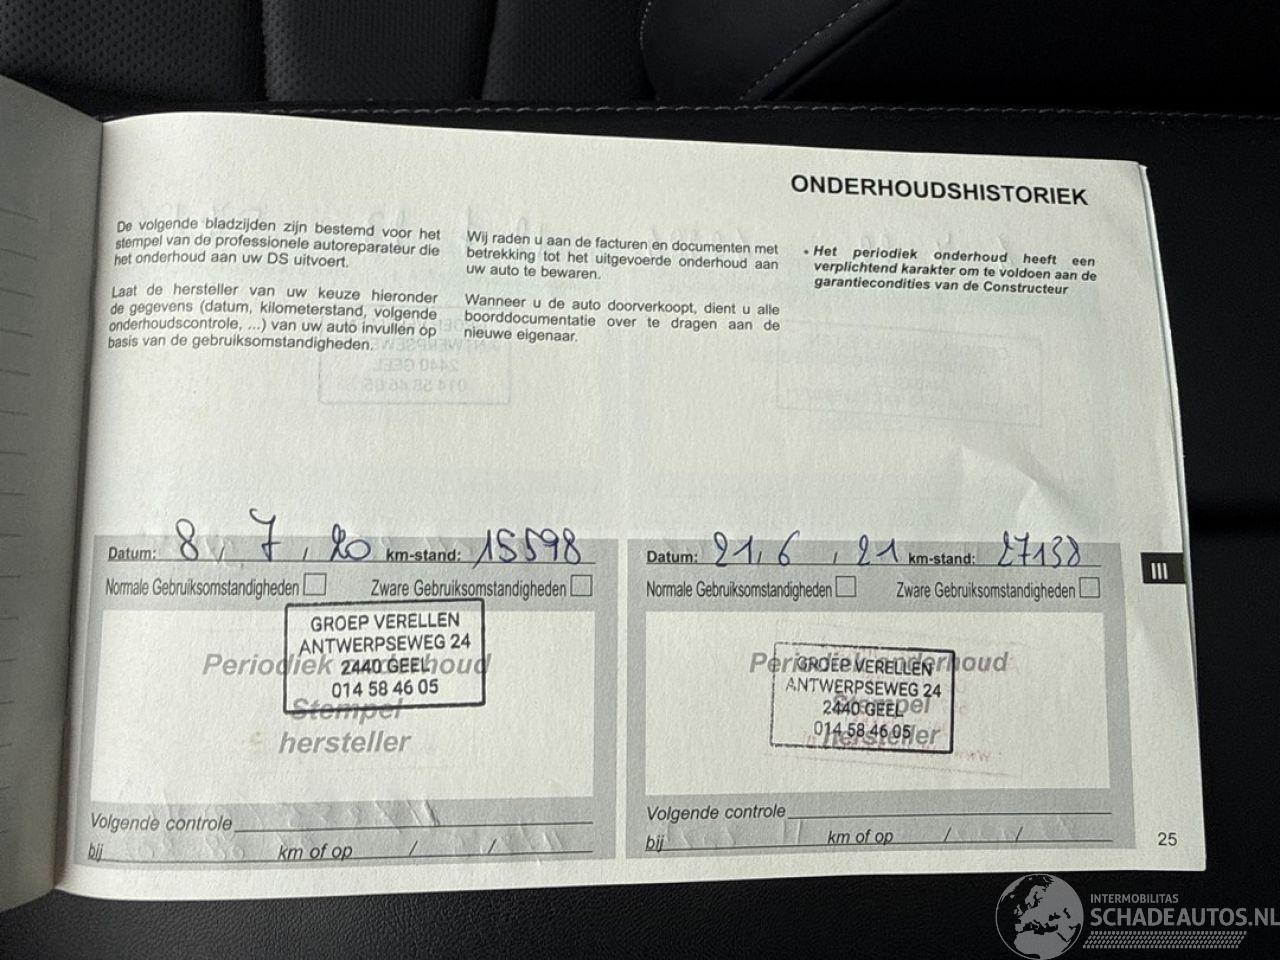 ONDERHOUDSHISTORIEK
De volgende bladzijden zijn bestemd voor het
stempel van de professionele autoreparateur die
het onderhoud aan uw DS uitvoert.
Laat de hersteller van uw keuze hieronder
de gegevens (datum, kilometerstand, volgende
onderhoudscontrole, ...) van uw auto invullen op
basis van de gebruiksomstandigheden.
Wij raden u aan de facturen en documenten met
betrekking tot het uitgevoerde onderhoud aan
uw auto te bewaren.
Wanneer u de auto doorverkoopt, dient u alle
boorddocumentatie over te dragen aan de
nieuwe eigenaar.
• Het periodiek onderhoud heeft een
verplichtend karakter om te voldoen aan de
garantiecondities van de Constructeur
Datum: 8 , 7 , 20 km-stand: 15598
Normale Gebruiksomstandigheden Zware Gebruiksomstandigheden
GROEP VERELLEN
ANTWERPSEWEG 24
2440 GEEL
014 58 46 05
Periodiek onderhoud
Stempel
hersteller
Volgende controle
bij km of op / /
Datum: 21 , 6 , 21 km-stand: 27138
Normale Gebruiksomstandigheden Zware Gebruiksomstandigheden
GROEP VERELLEN
ANTWERPSEWEG 24
2440 GEEL
014 58 46 05
Periodiek onderhoud
Stempel
hersteller
Volgende controle
bij km of op / /
III
25
INTERMOBILITAS
SCHADEAUTOS.NL